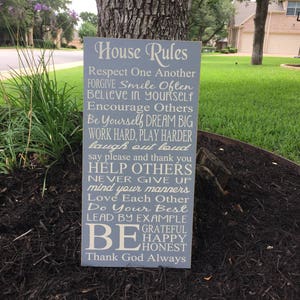 House Rules
Respect One Another
FORGIVE Smile Often
Believe in Yourself
Encourage Others
Be Yourself DREAM BIG
WORK HARD, PLAY HARDER
laugh out loud
say please and thank you
HELP OTHERS
NEVER GIVE UP
mind your manners
Love Each Other
Do Your Best
LEAD BY EXAMPLE
BE GRATEFUL
HAPPY
HONEST
Thank God Always